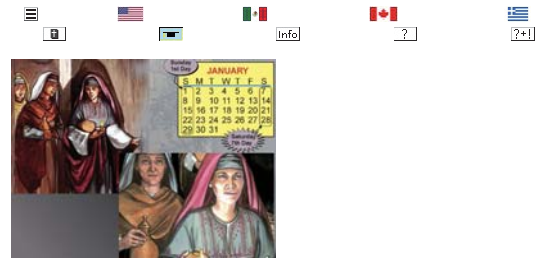 Info
?
?+!
Sunday
1st Day
JANUARY
S M T W T F S
1 2 3 4 5 6 7
8 9 10 11 12 13 14
15 16 17 18 19 20 21
22 23 24 25 26 27 28
29 30 31
Saturday
7th Day